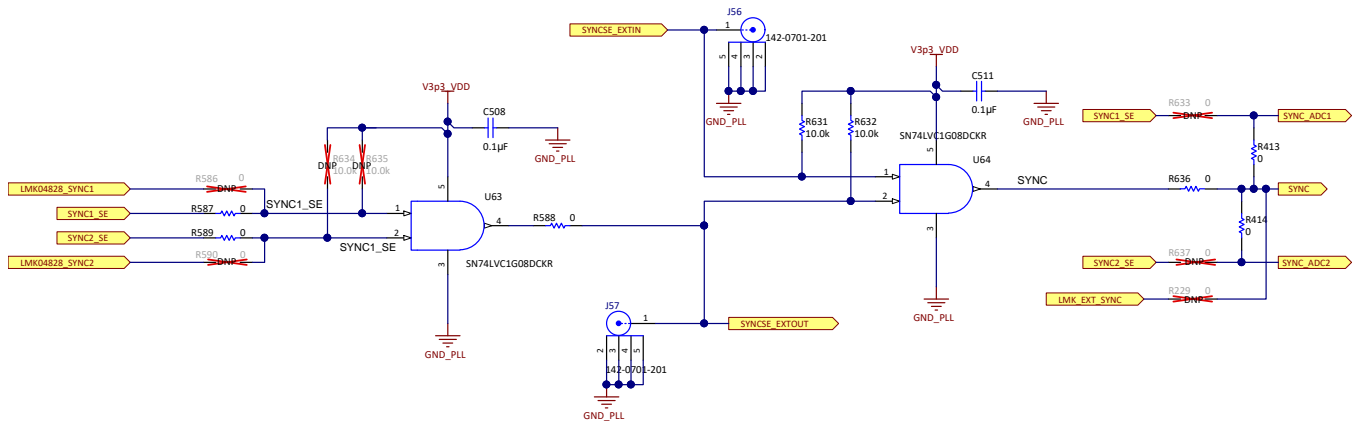 J56
SYNCSE_EXTIN
1
142-0701-201
5
4
3
2
GND_PLL
V3p3_VDD
C508
0.1µF
GND_PLL
R634
DNP
10.0k
R635
DNP
10.0k
LMK04828_SYNC1
R586
0
DNP
SYNC1_SE
SYNC1_SE
R587
0
SYNC2_SE
R589
0
SYNC1_SE
LMK04828_SYNC2
R590
0
DNP
1
2
5
3
4
U63
SN74LVC1G08DCKR
GND_PLL
R588
0
V3p3_VDD
C511
0.1µF
GND_PLL
R631
10.0k
R632
10.0k
SN74LVC1G08DCKR
U64
1
2
5
3
4
SYNC
GND_PLL
J57
1
2
3
4
5
142-0701-201
GND_PLL
SYNCSE_EXTOUT
SYNC1_SE
R633
0
DNP
SYNC_ADC1
R413
0
R636
0
SYNC
R414
0
SYNC2_SE
R637
0
DNP
SYNC_ADC2
LMK_EXT_SYNC
R229
0
DNP